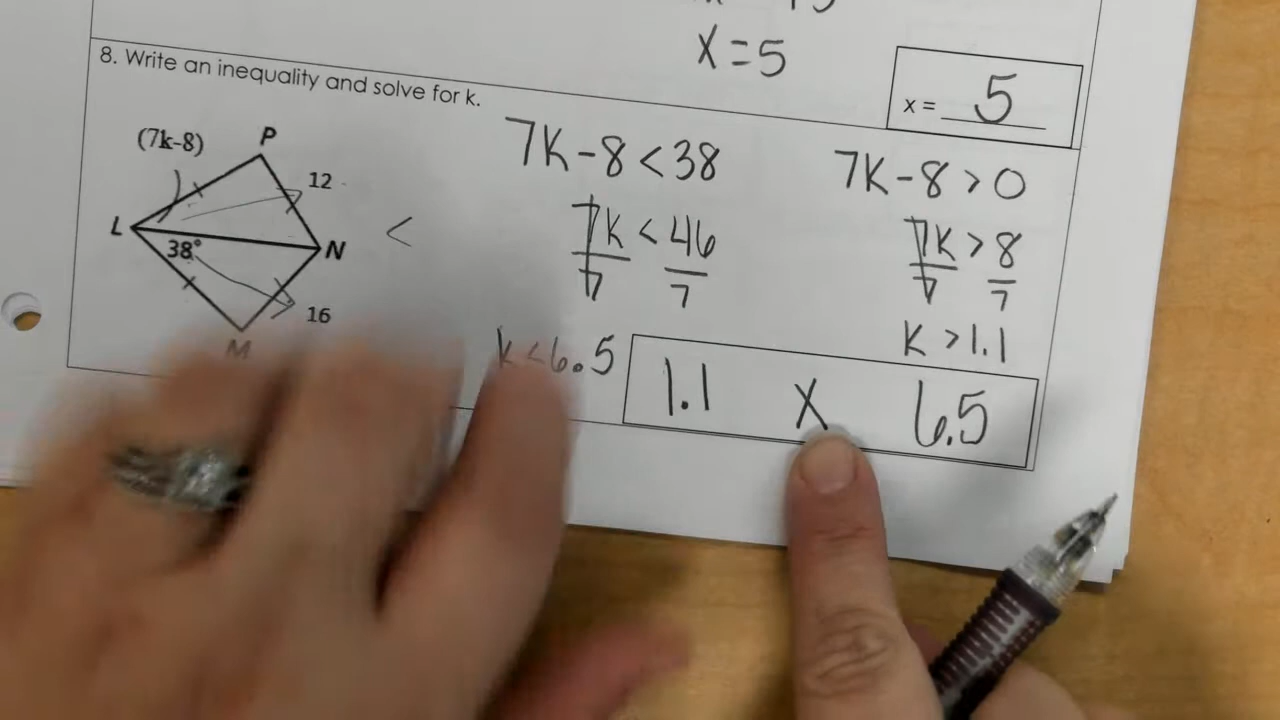 x = 5
x = 5
8. Write an inequality and solve for k.
(7k-8)
P
12
L
38°
N
16
M
<
7K-8<38
7K<46
7 7
k<6.5
7K-8>0
7K>8
7 7
K>1.1
1.1 X 6.5